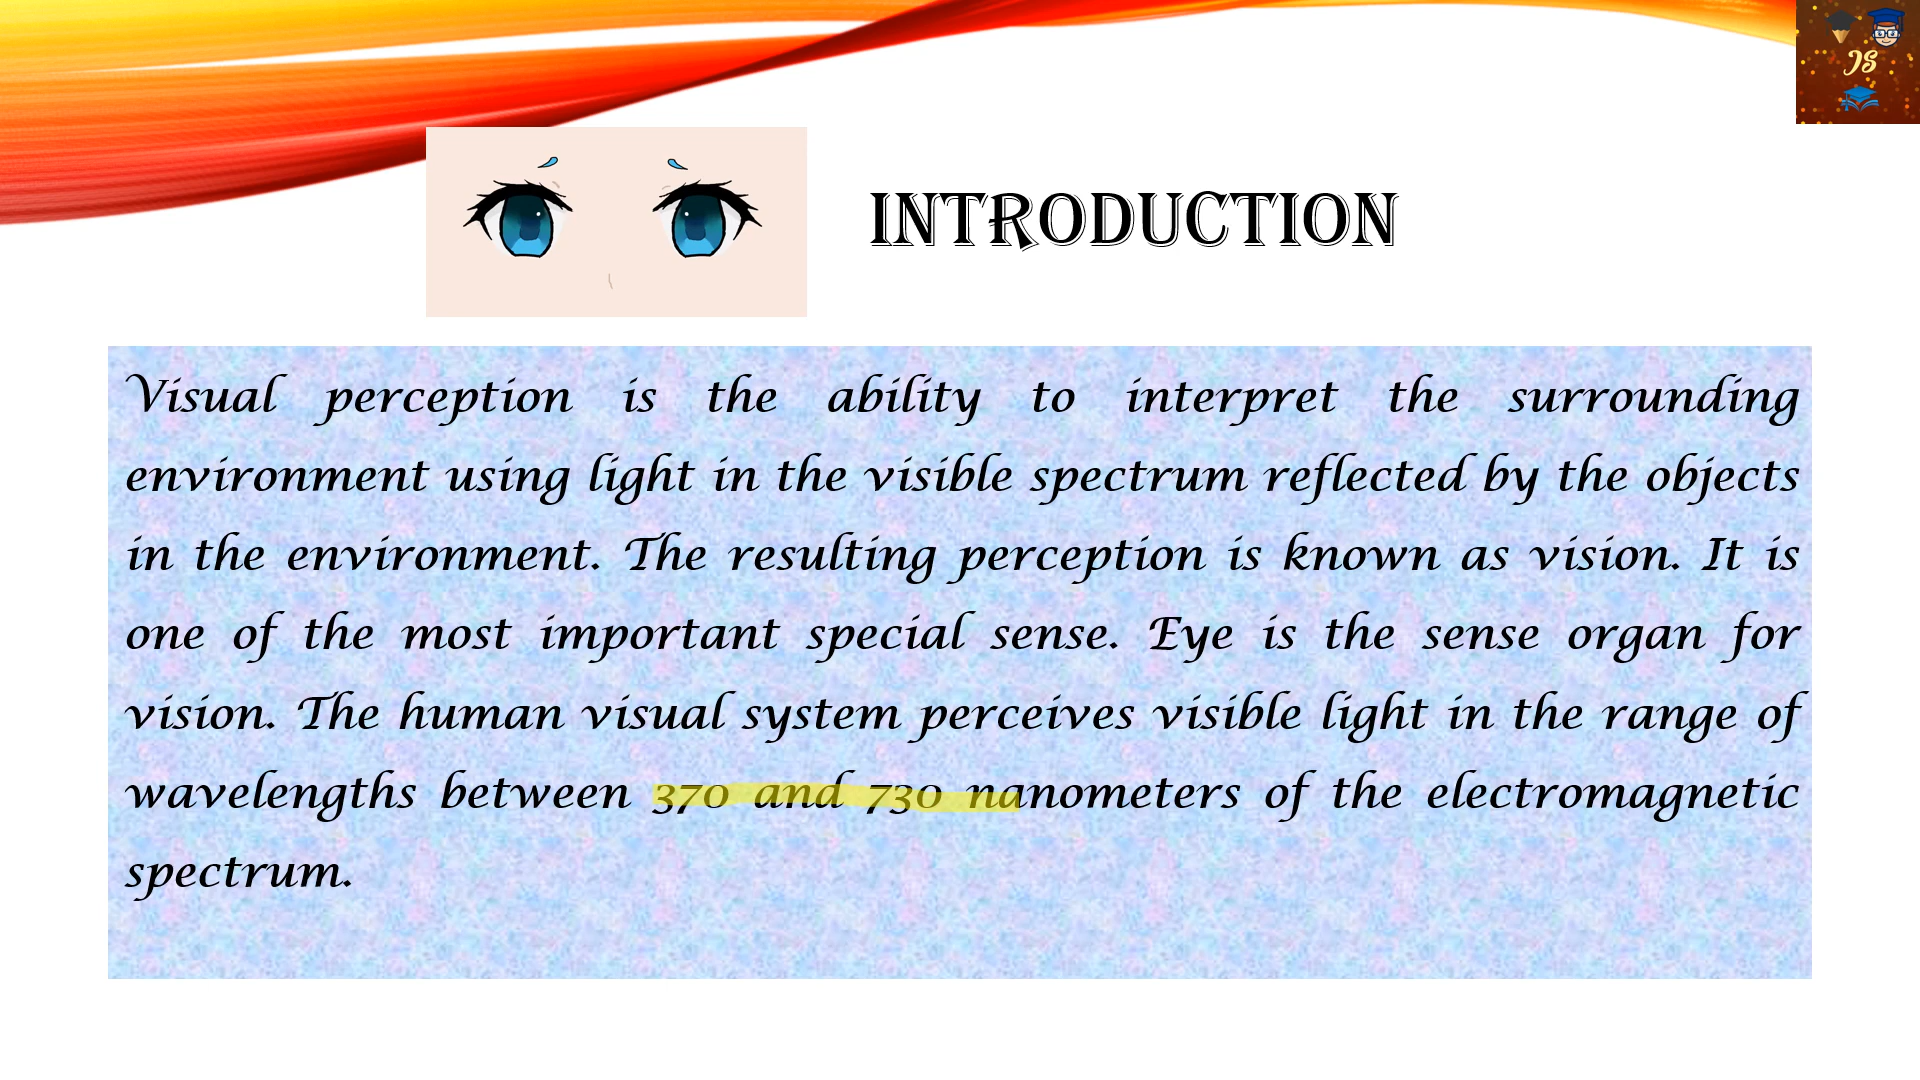 JS
INTRODUCTION
Visual perception is the ability to interpret the surrounding
environment using light in the visible spectrum reflected by the objects
in the environment. The resulting perception is known as vision. It is
one of the most important special sense. Eye is the sense organ for
vision. The human visual system perceives visible light in the range of
wavelengths between 370 and 730 nanometers of the electromagnetic
spectrum.